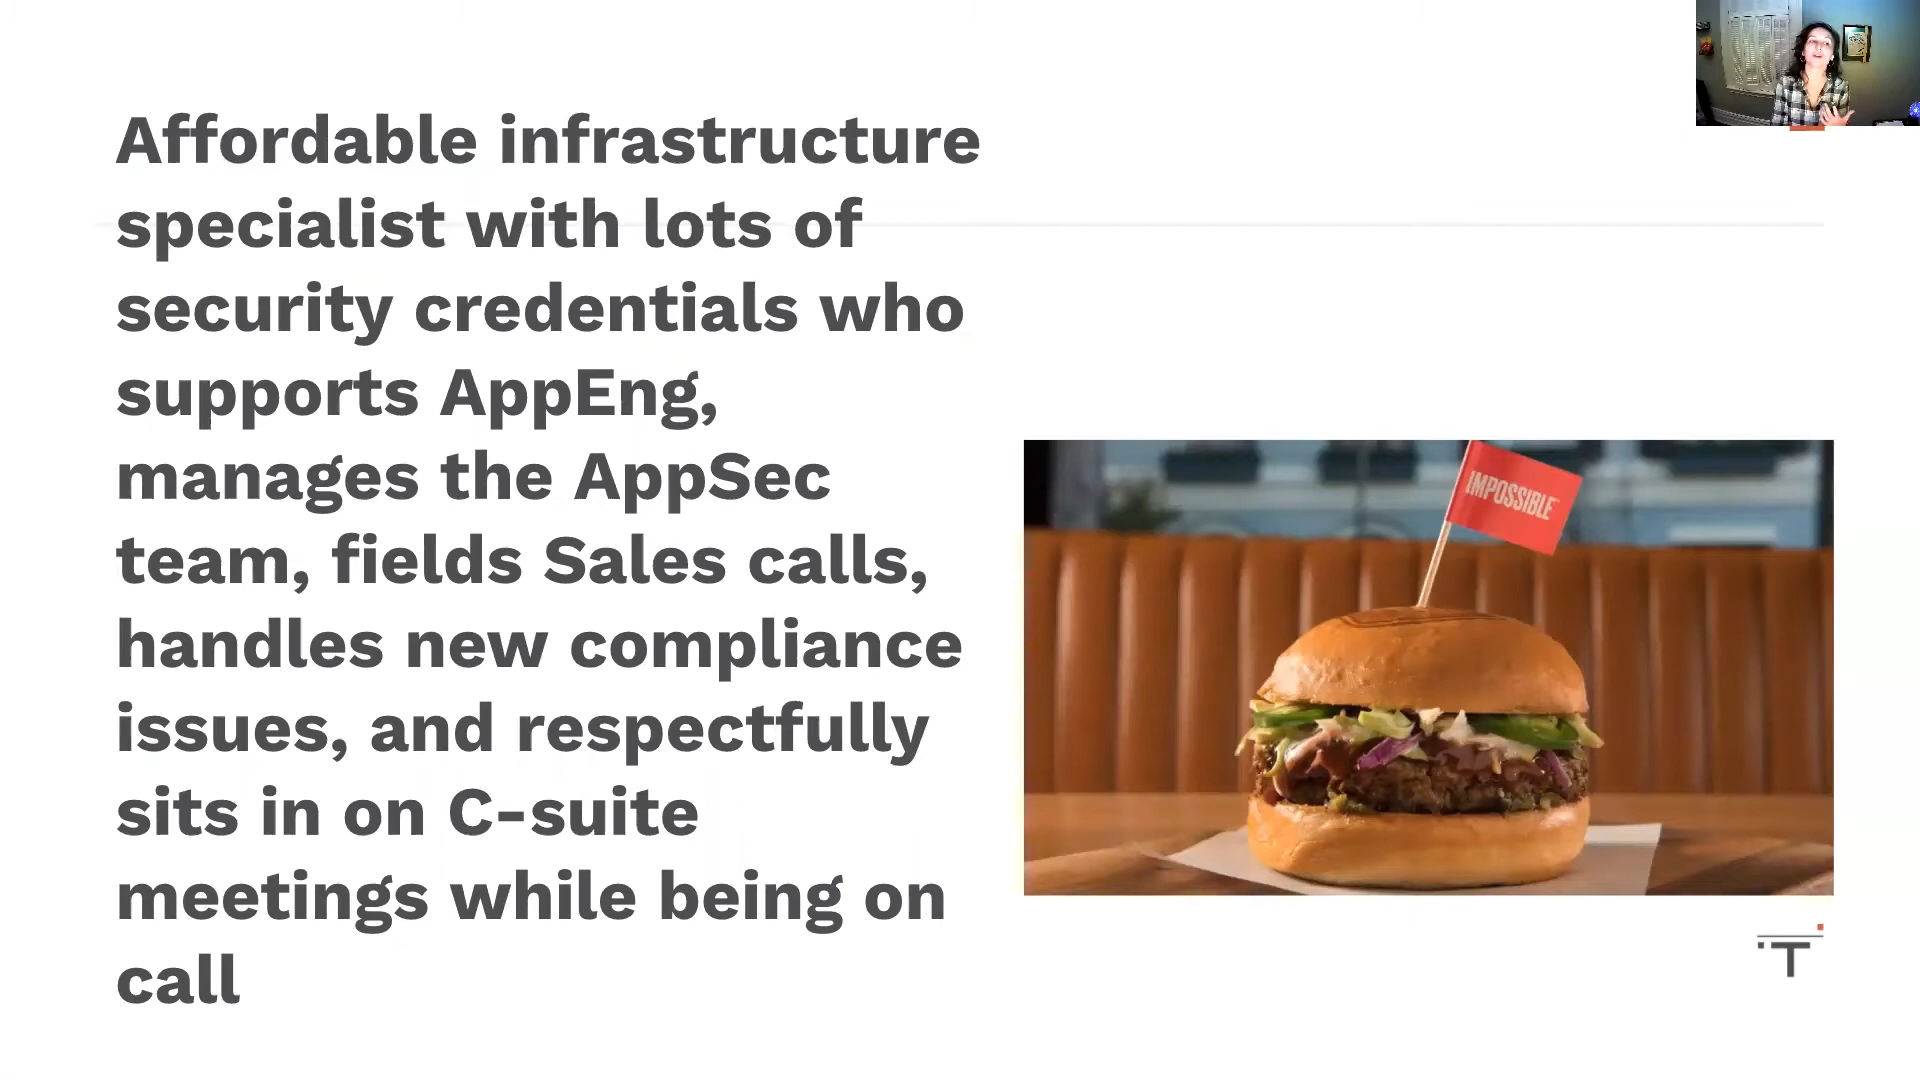 Affordable infrastructure
specialist with lots of
security credentials who
supports AppEng,
manages the AppSec
team, fields Sales calls,
handles new compliance
issues, and respectfully
sits in on C-suite
meetings while being on
call
IMPOSSIBLE™
T